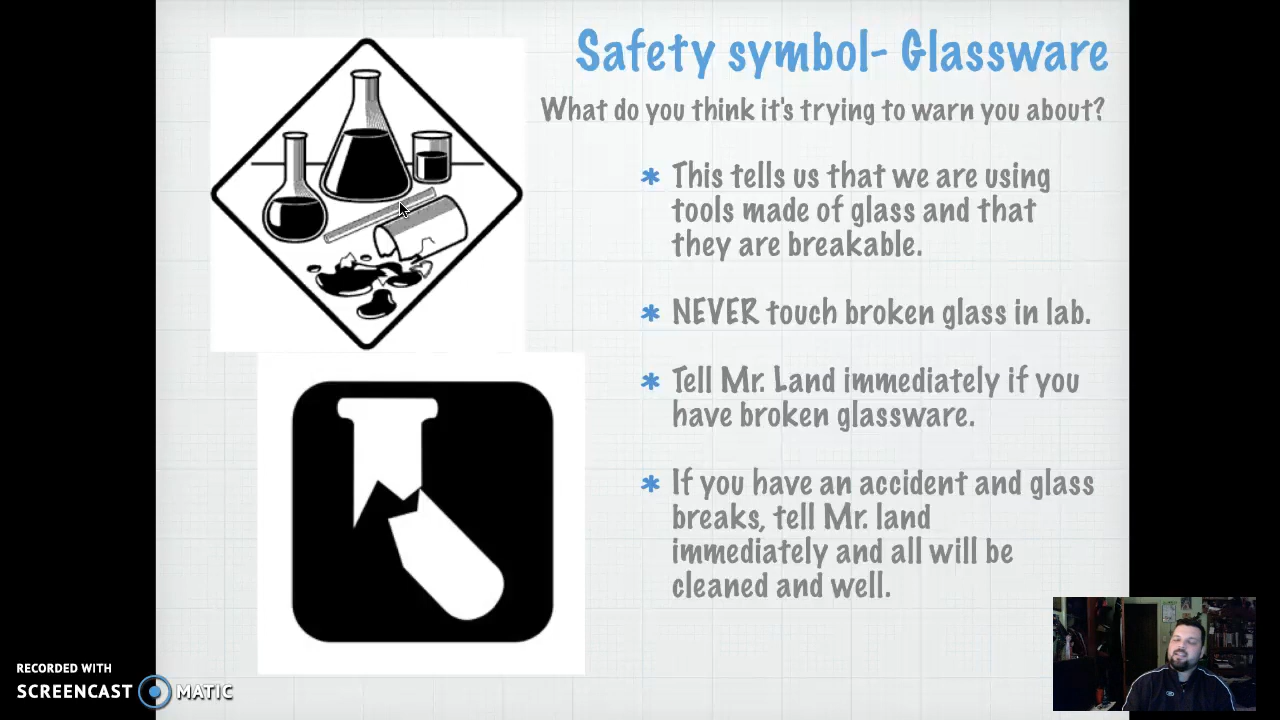 Safety symbol- Glassware
What do you think it's trying to warn you about?
* This tells us that we are using
tools made of glass and that
they are breakable.
* NEVER touch broken glass in lab.
* Tell Mr. Land immediately if you
have broken glassware.
* If you have an accident and glass
breaks, tell Mr. land
immediately and all will be
cleaned and well.
RECORDED WITH
SCREENCAST MATIC